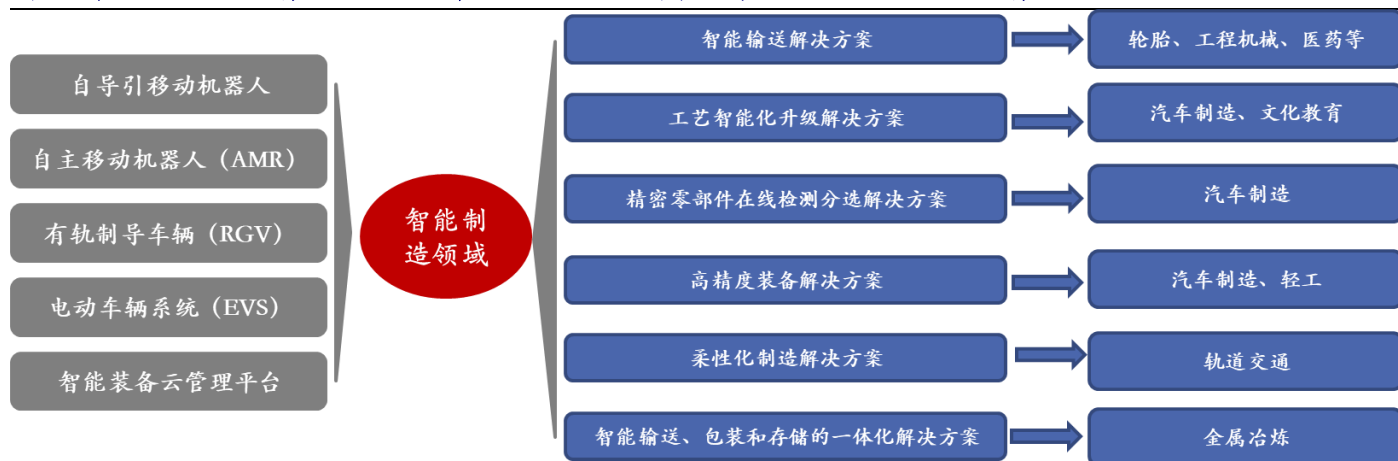 自导引移动机器人
自主移动机器人（AMR）
有轨制导车辆（RGV）
电动车辆系统（EVS）
智能装备云管理平台
智能制
造领域
智能输送解决方案
轮胎、工程机械、医药等
工艺智能化升级解决方案
汽车制造、文化教育
精密零部件在线检测分选解决方案
汽车制造
高精度装备解决方案
汽车制造、轻工
柔性化制造解决方案
轨道交通
智能输送、包装和存储的一体化解决方案
金属冶炼